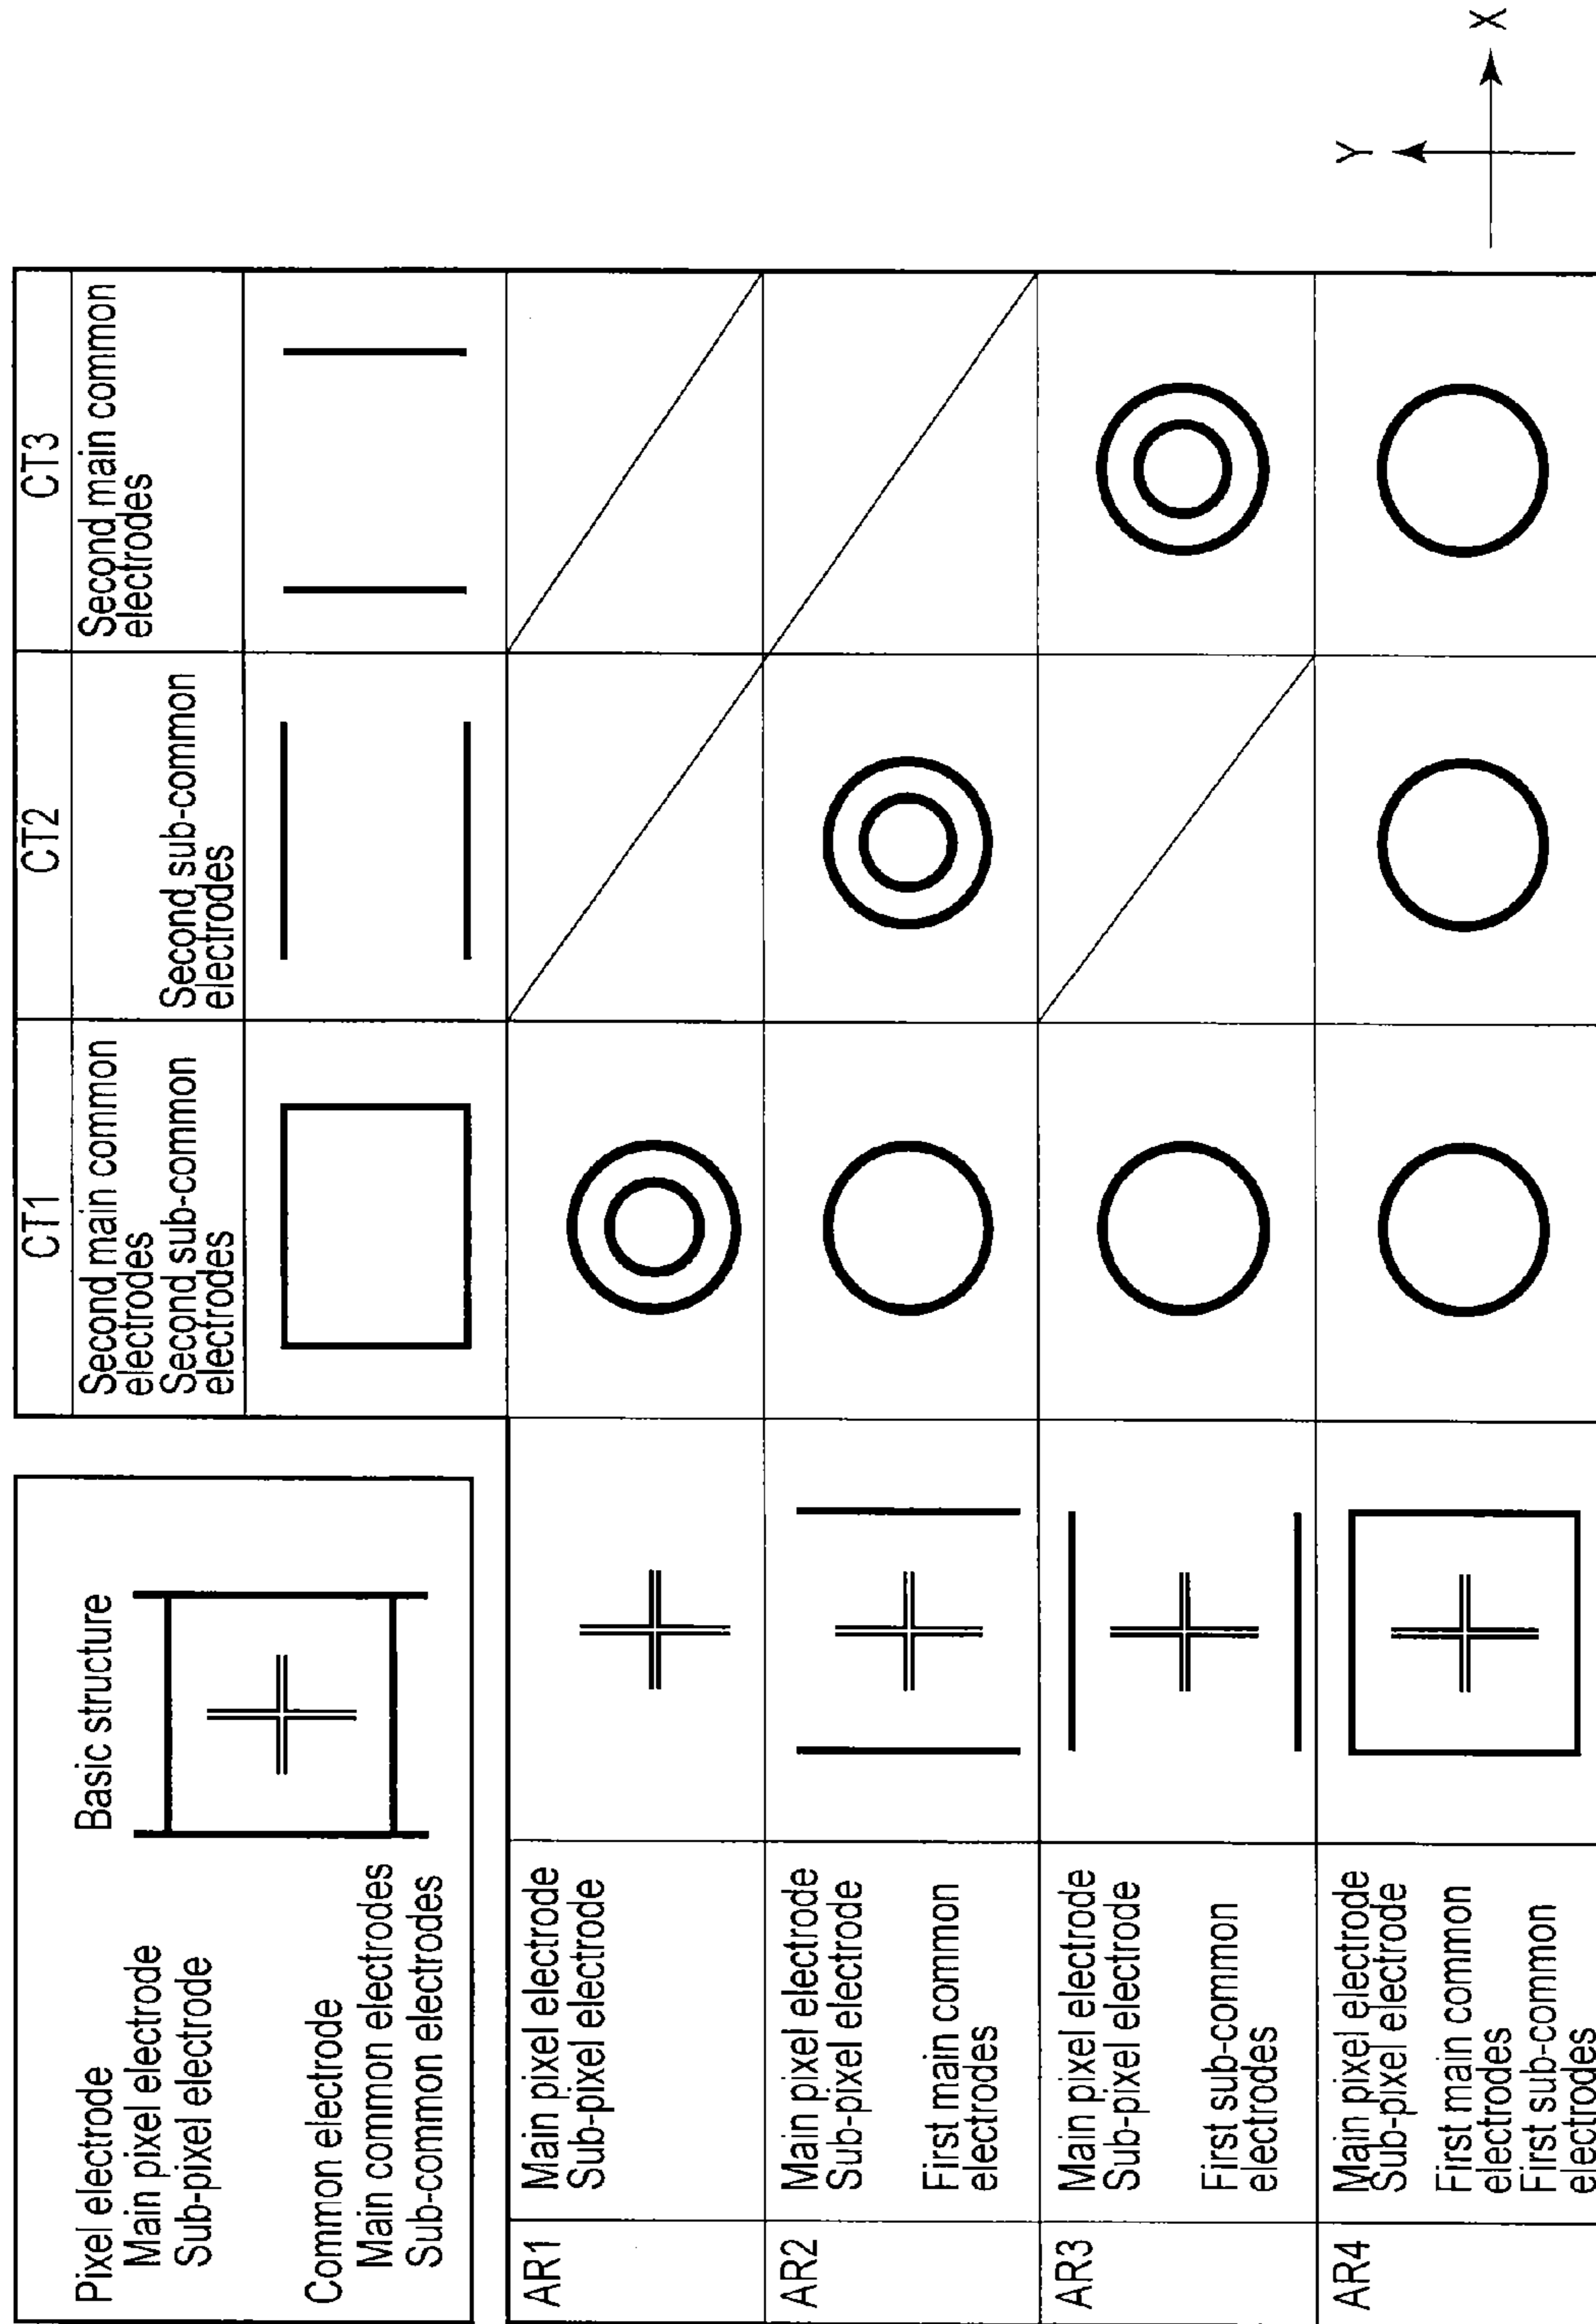 Pixel electrode
Main pixel electrode
Sub-pixel electrode
Common electrode
Main common electrodes
Sub-common electrodes
Basic structure
CT1
CT2
CT3
Second main common
electrodes
Second sub-common
electrodes
Second sub-common
electrodes
Second main common
electrodes
AR1
Main pixel electrode
Sub-pixel electrode
AR2
Main pixel electrode
Sub-pixel electrode
First main common
electrodes
AR3
Main pixel electrode
Sub-pixel electrode
First sub-common
electrodes
AR4
Main pixel electrode
Sub-pixel electrode
First main common
electrodes
First sub-common
electrodes
Y
X